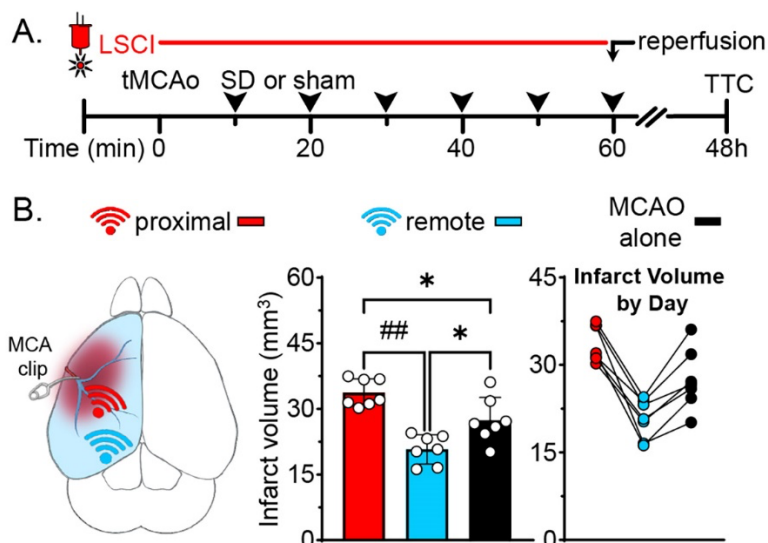 A.
LSCI
reperfusion
tMCAo SD or sham
TTC
Time (min) 0 20 40 60 48h
B.
proximal
remote
MCAO
alone
MCA
clip
Infarct volume (mm³)
60
45
30
15
0
*
## *
45
30
15
0
Infarct Volume
by Day